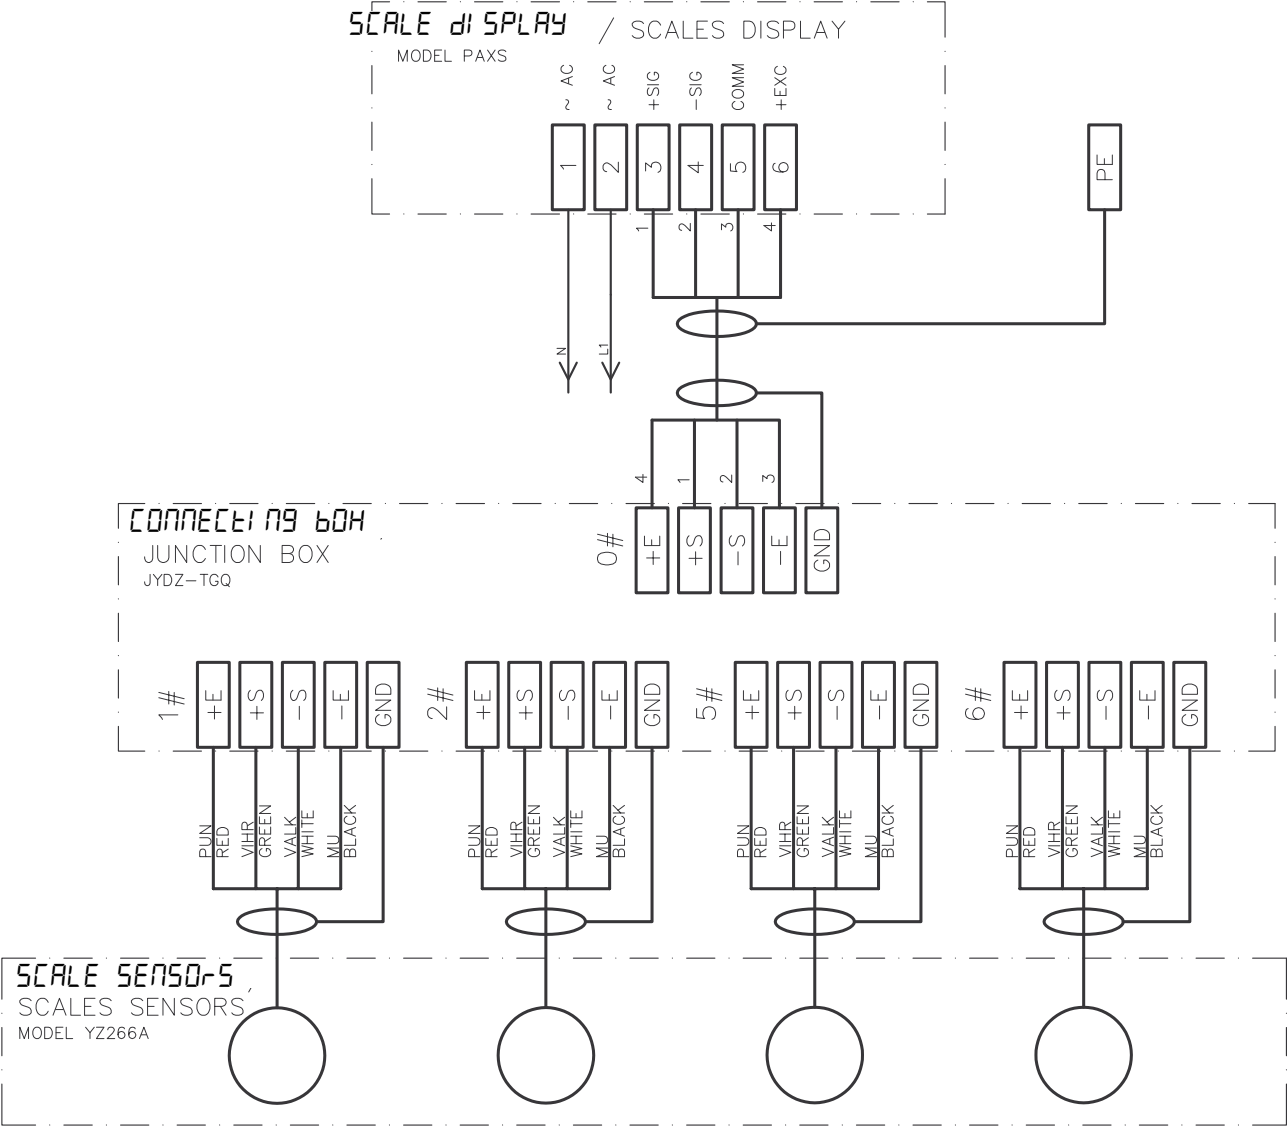 SCALE diSPLAY / SCALES DISPLAY
MODEL PAXS
~ AC ~ AC +SIG -SIG COMM +EXC
1 2 3 4 5 6 PE
1 2 3 4
N L1
4 1 2 3
CONNECting bOH
JUNCTION BOX
JYDZ-TGQ
0# +E +S -S -E GND
1# +E +S -S -E GND
2# +E +S -S -E GND
5# +E +S -S -E GND
6# +E +S -S -E GND
PUN RED VIHR GREEN VALK WHITE MU BLACK
PUN RED VIHR GREEN VALK WHITE MU BLACK
PUN RED VIHR GREEN VALK WHITE MU BLACK
PUN RED VIHR GREEN VALK WHITE MU BLACK
SCALE SENSOrS
SCALES SENSORS
MODEL YZ266A